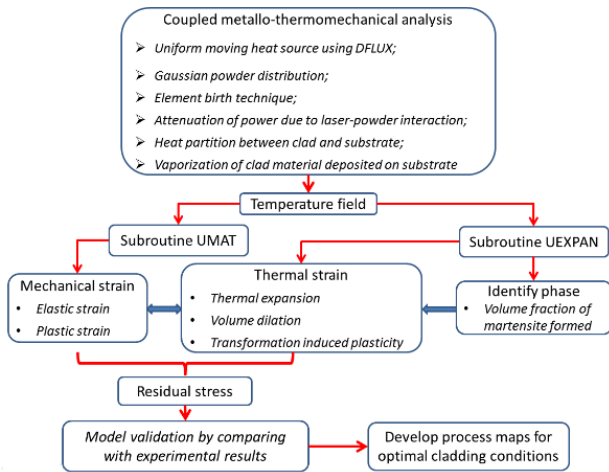 Coupled metallo-thermomechanical analysis
➢ Uniform moving heat source using DFLUX;
➢ Gaussian powder distribution;
➢ Element birth technique;
➢ Attenuation of power due to laser-powder interaction;
➢ Heat partition between clad and substrate;
➢ Vaporization of clad material deposited on substrate
Temperature field
Subroutine UMAT
Subroutine UEXPAN
Mechanical strain
• Elastic strain
• Plastic strain
Thermal strain
• Thermal expansion
• Volume dilation
• Transformation induced plasticity
Identify phase
• Volume fraction of
martensite formed
Residual stress
Model validation by comparing
with experimental results
Develop process maps for
optimal cladding conditions